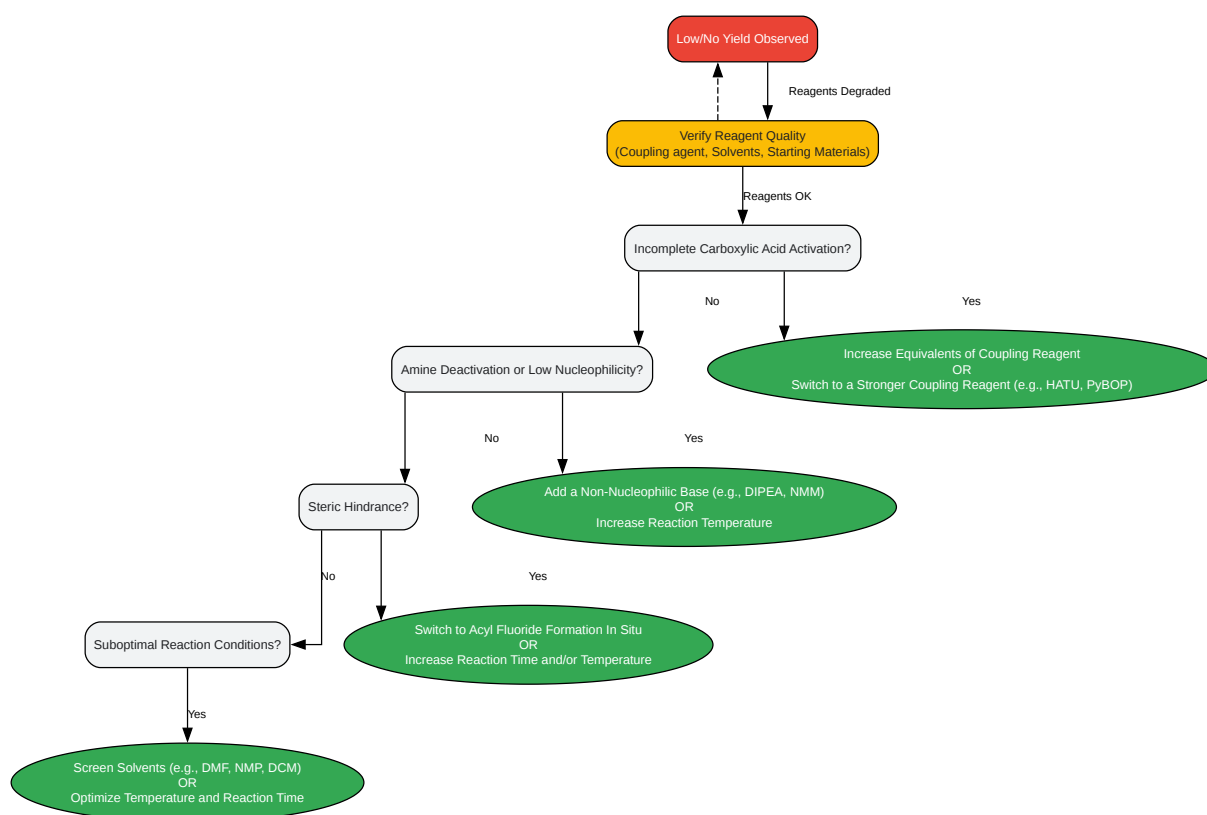 Low/No Yield Observed
Reagents Degraded
Verify Reagent Quality
(Coupling agent, Solvents, Starting Materials)
Reagents OK
Incomplete Carboxylic Acid Activation?
No
Yes
Increase Equivalents of Coupling Reagent
OR
Switch to a Stronger Coupling Reagent (e.g., HATU, PyBOP)
Amine Deactivation or Low Nucleophilicity?
No
Yes
Add a Non-Nucleophilic Base (e.g., DIPEA, NMM)
OR
Increase Reaction Temperature
Steric Hindrance?
No
Yes
Switch to Acyl Fluoride Formation In Situ
OR
Increase Reaction Time and/or Temperature
Suboptimal Reaction Conditions?
Yes
Screen Solvents (e.g., DMF, NMP, DCM)
OR
Optimize Temperature and Reaction Time